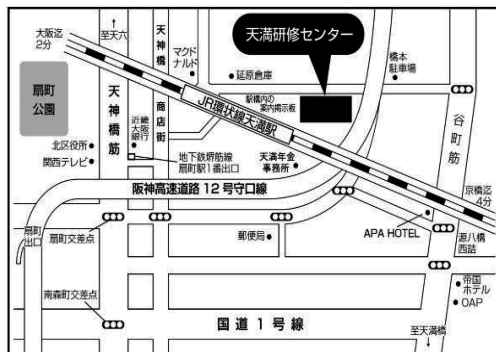 大阪迄
2分
至天六
天神橋
商店街
マクド
ナルド
天満研修センター
延原倉庫
橋本
駐車場
駅構内の
案内掲示板
JR環状線天満駅
扇町
公園
天神橋筋
近畿
大阪
銀行
北区役所
関西テレビ
地下鉄堺筋線
扇町駅1番出口
天満年金
事務所
谷町筋
京橋迄
4分
阪神高速道路12号守口線
APA HOTEL
源八橋
西詰
扇町
出口
扇町交差点
郵便局
帝国
ホテル
OAP
南森町交差点
国道1号線
至天満橋